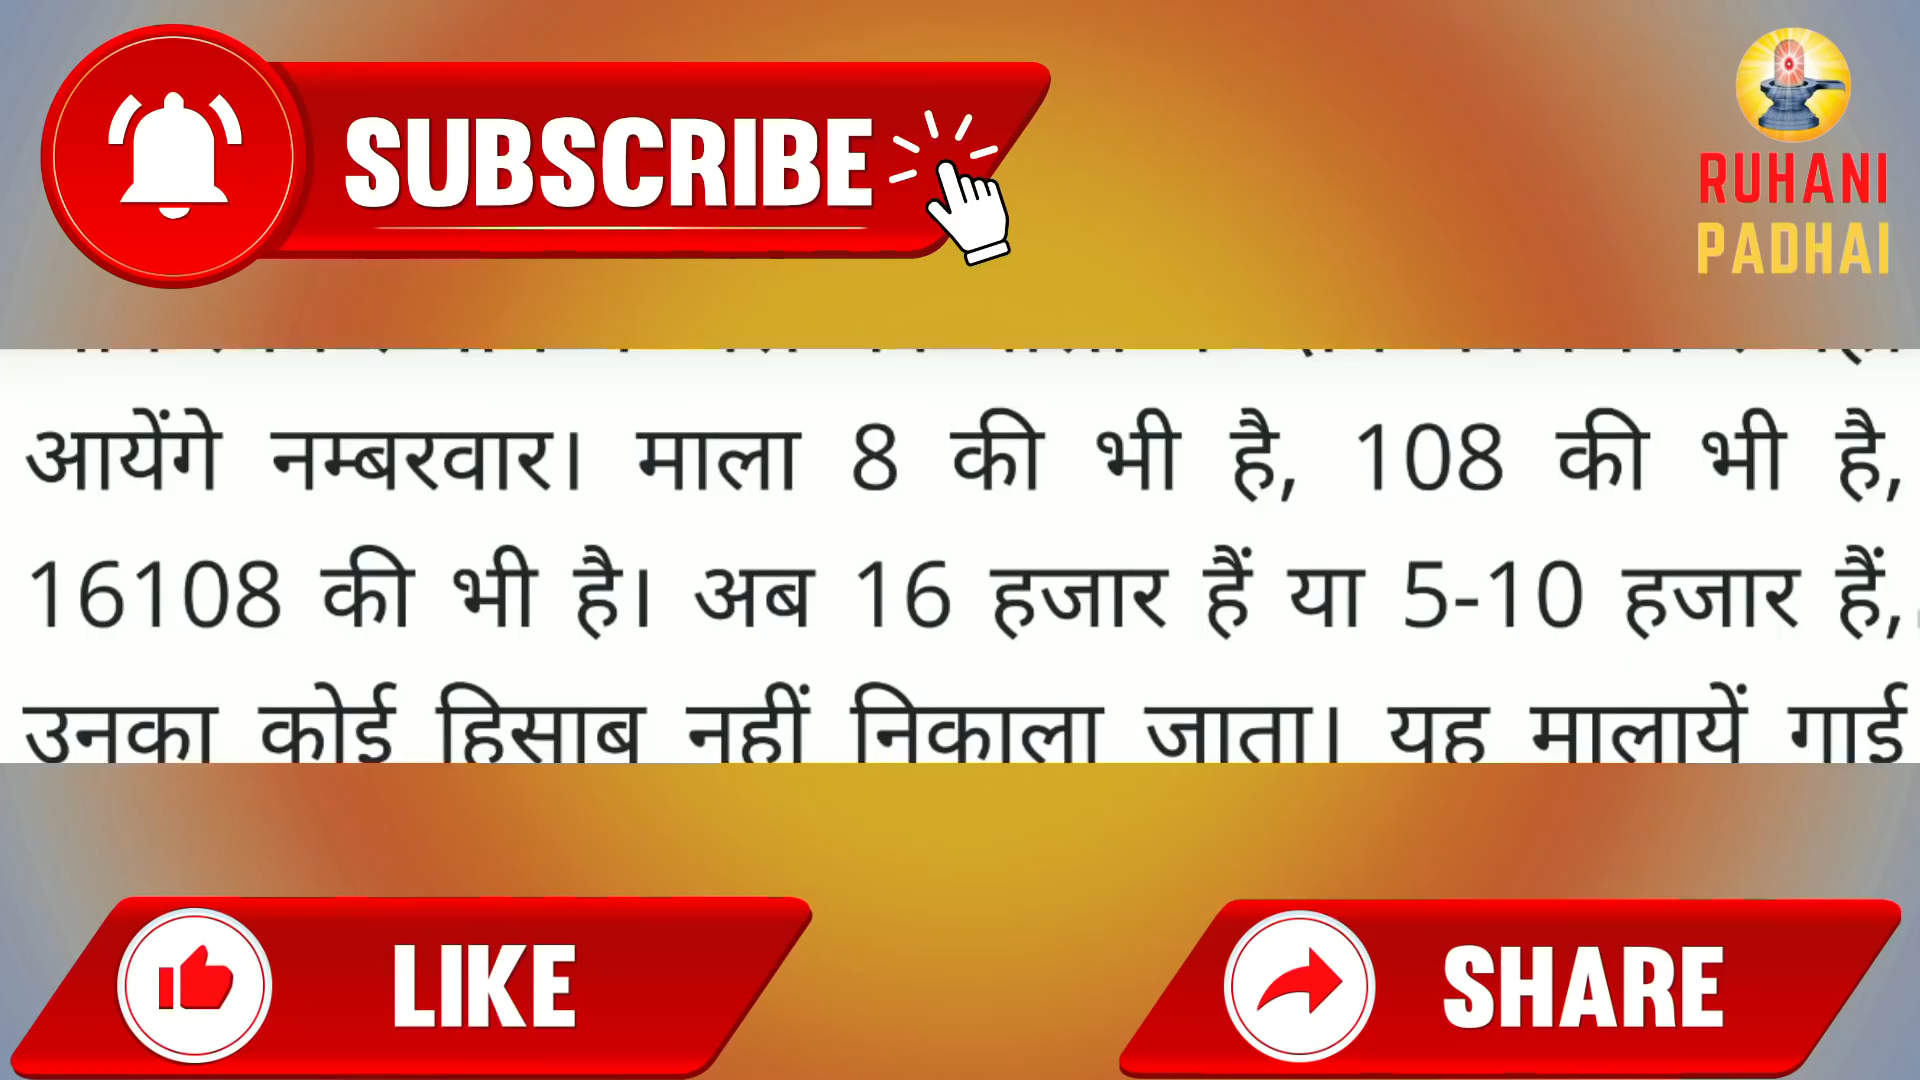 SUBSCRIBE
RUHANI
PADHAI
आयेंगे नम्बरवार। माला 8 की भी है, 108 की भी है,
16108 की भी है। अब 16 हजार हैं या 5-10 हजार हैं,
उनका कोई हिसाब नहीं निकाला जाता। यह मालायें गाई
LIKE
SHARE